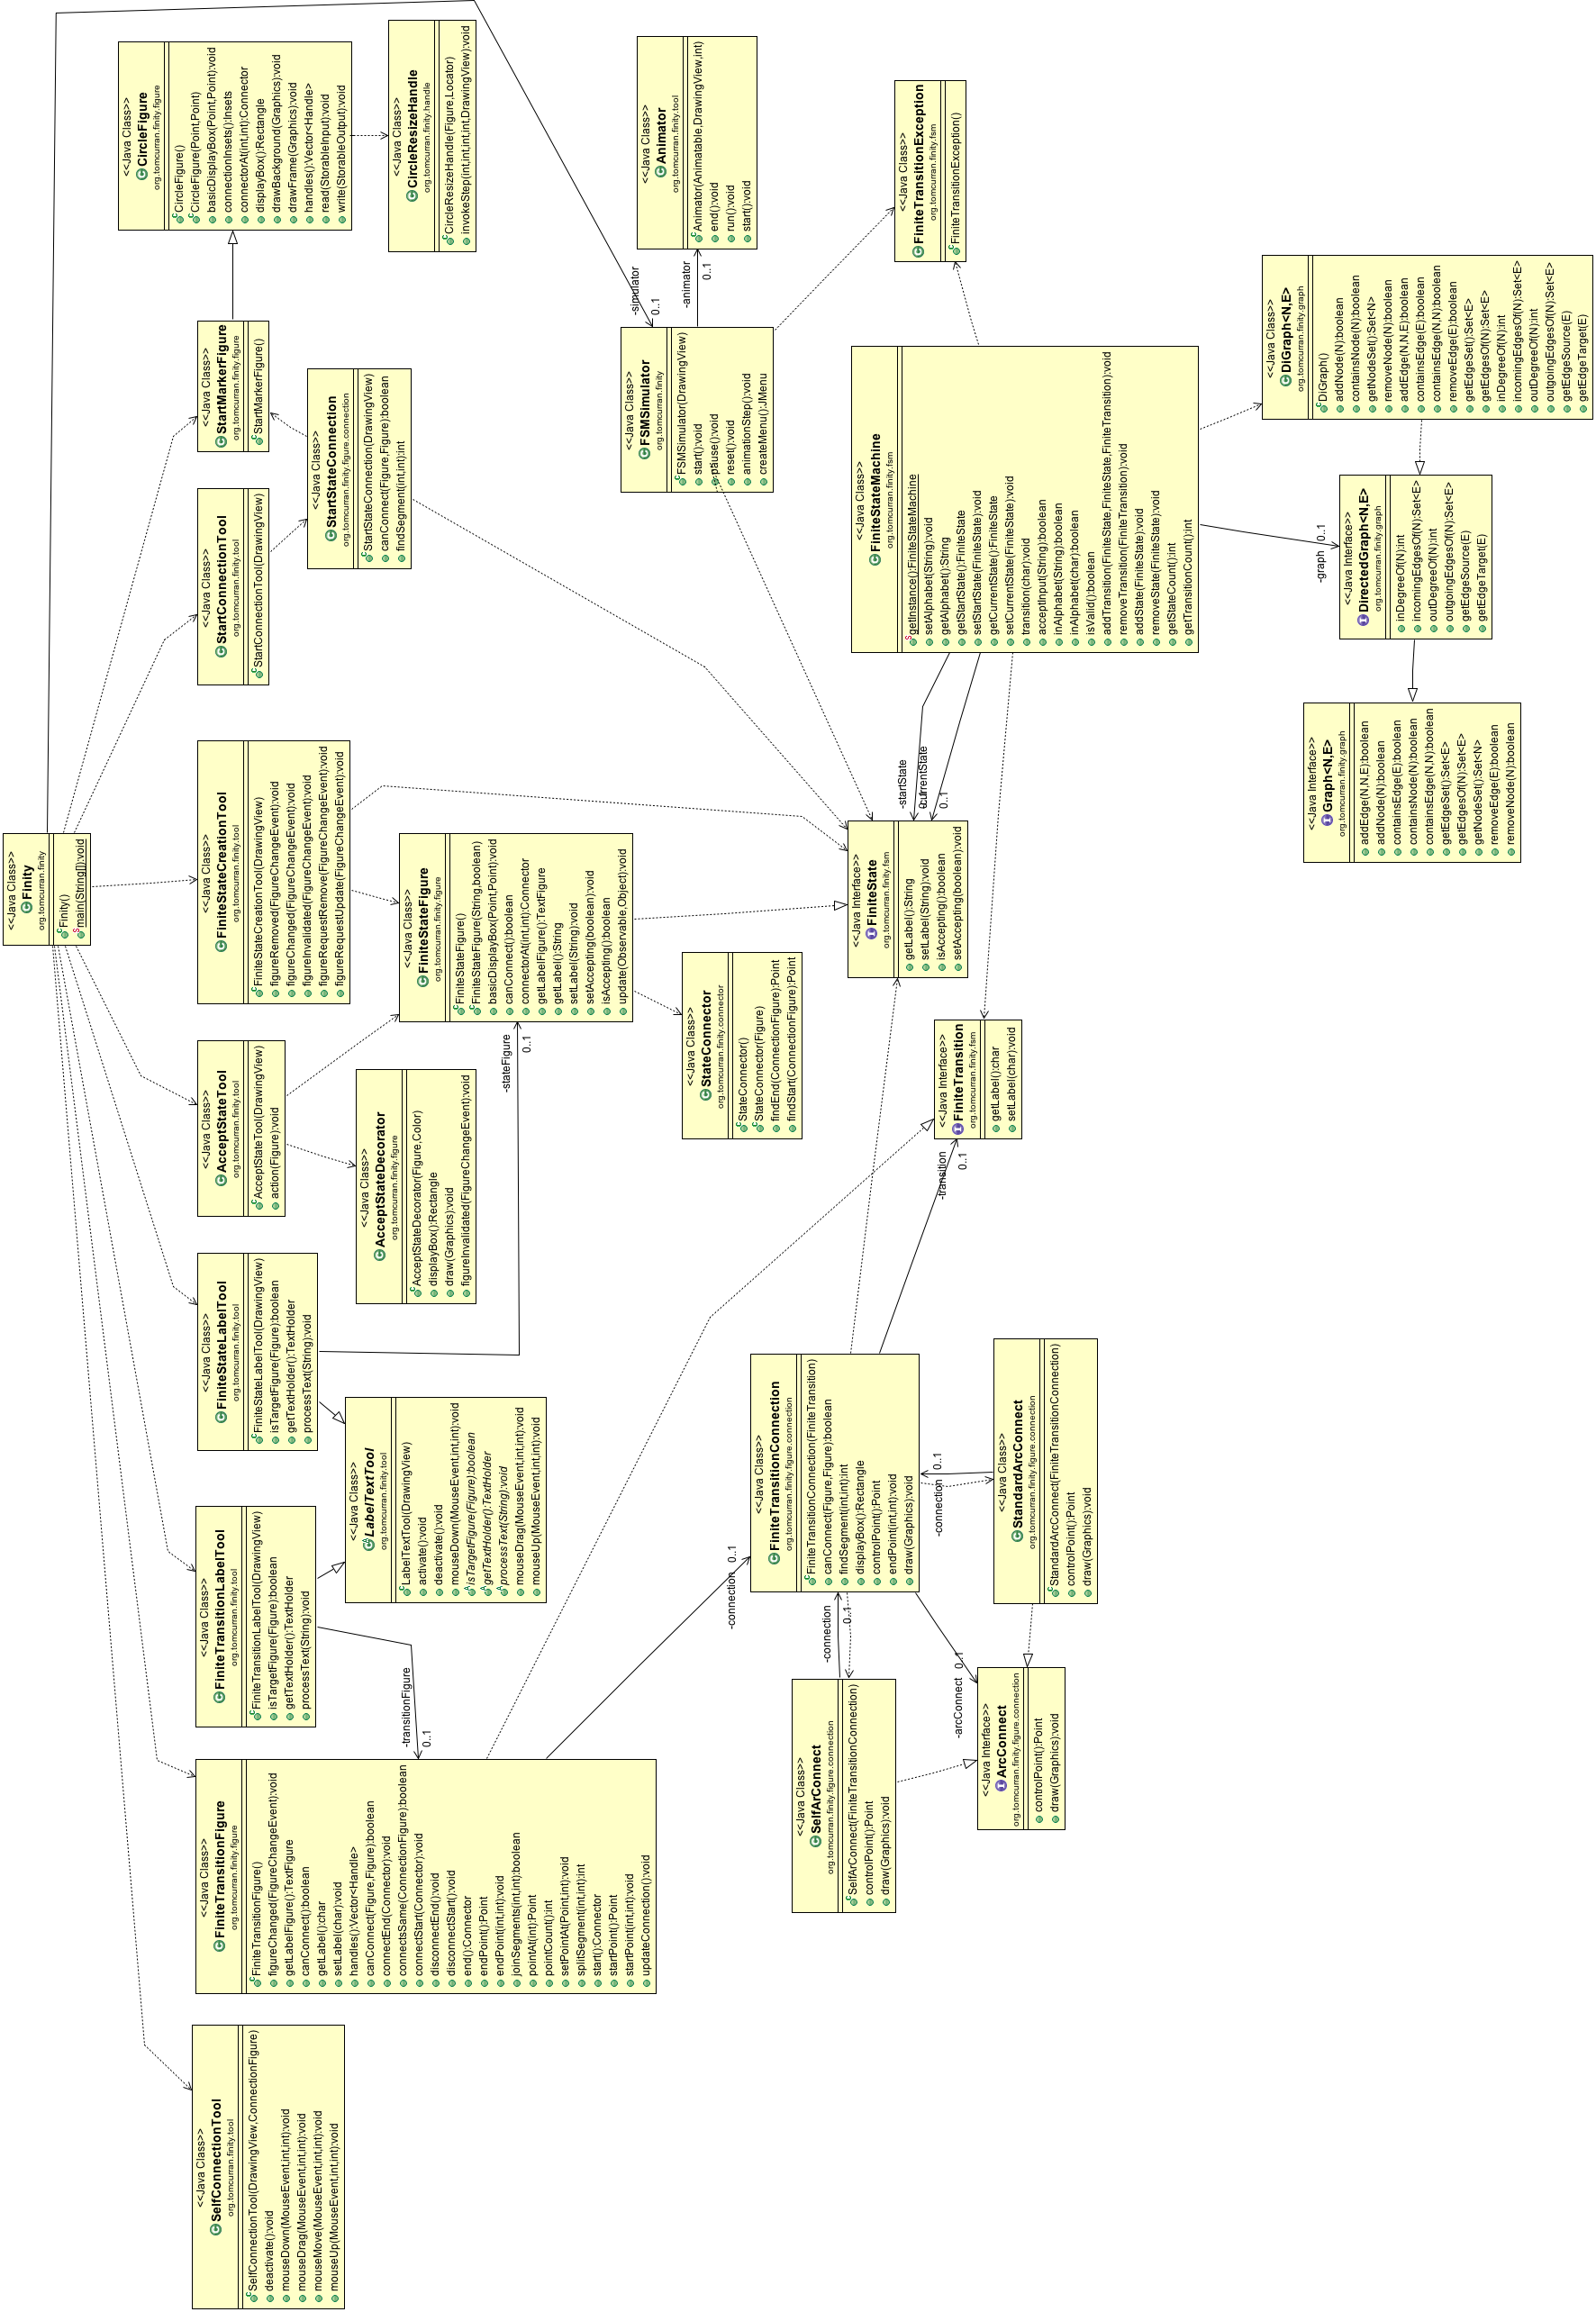 <<Java Class>>
Finity
org.tomcurran.finity
Finity()
main(String[]):void
<<Java Class>>
CircleFigure
org.tomcurran.finity.figure
CircleFigure()
CircleFigure(Point,Point)
basicDisplayBox(Point,Point):void
connectionInsets():Insets
connectorAt(int,int):Connector
displayBox():Rectangle
drawBackground(Graphics):void
drawFrame(Graphics):void
handles():Vector<Handle>
read(StorableInput):void
write(StorableOutput):void
<<Java Class>>
CircleResizeHandle
org.tomcurran.finity.figure.handle
CircleResizeHandle(Figure,Locator)
invokeStep(int,int,int,int,DrawingView):void
<<Java Class>>
StartMarkerFigure
org.tomcurran.finity.figure
StartMarkerFigure()
<<Java Class>>
StartStateConnection
org.tomcurran.finity.figure.connection
StartStateConnection(DrawingView)
canConnect(Figure,Figure):boolean
findSegment(int,int):int
<<Java Class>>
StartConnectionTool
org.tomcurran.finity.tool
StartConnectionTool(DrawingView)
<<Java Class>>
FiniteStateCreationTool
org.tomcurran.finity.tool
FiniteStateCreationTool(DrawingView)
figureRemoved(FigureChangeEvent):void
figureChanged(FigureChangeEvent):void
figureInvalidated(FigureChangeEvent):void
figureRequestRemove(FigureChangeEvent):void
figureRequestUpdate(FigureChangeEvent):void
<<Java Class>>
FiniteStateFigure
org.tomcurran.finity.figure
FiniteStateFigure()
FiniteStateFigure(String,boolean)
basicDisplayBox(Point,Point):void
canConnect():boolean
connectorAt(int,int):Connector
getLabelFigure():TextFigure
getLabel():String
setLabel(String):void
setAccepting(boolean):void
isAccepting():boolean
update(Observable,Object):void
-stateFigure
0..1
<<Java Class>>
AcceptStateTool
org.tomcurran.finity.tool
AcceptStateTool(DrawingView)
action(Figure):void
<<Java Class>>
AcceptStateDecorator
org.tomcurran.finity.figure
AcceptStateDecorator(Figure,Color)
displayBox():Rectangle
draw(Graphics):void
figureInvalidated(FigureChangeEvent):void
<<Java Class>>
FiniteStateLabelTool
org.tomcurran.finity.tool
FiniteStateLabelTool(DrawingView)
isTargetFigure(Figure):boolean
getTextHolder():TextHolder
processText(String):void
<<Java Class>>
LabelTextTool
org.tomcurran.finity.tool
LabelTextTool(DrawingView)
activate():void
deactivate():void
mouseDown(MouseEvent,int,int):void
isTargetFigure(Figure):boolean
getTextHolder():TextHolder
processText(String):void
mouseDrag(MouseEvent,int,int):void
mouseUp(MouseEvent,int,int):void
<<Java Class>>
FiniteTransitionLabelTool
org.tomcurran.finity.tool
FiniteTransitionLabelTool(DrawingView)
isTargetFigure(Figure):boolean
getTextHolder():TextHolder
processText(String):void
-transitionFigure
0..1
<<Java Class>>
FiniteTransitionFigure
org.tomcurran.finity.figure
FiniteTransitionFigure()
figureChanged(FigureChangeEvent):void
getLabelFigure():TextFigure
canConnect():boolean
getLabel():char
setLabel(char):void
handles():Vector<Handle>
canConnect(Figure,Figure):boolean
connectEnd(Connector):void
connectsSame(ConnectionFigure):boolean
connectStart(Connector):void
disconnectEnd():void
disconnectStart():void
end():Connector
endPoint():Point
endPoint(int,int):void
joinSegments(int,int):boolean
pointAt(int):Point
pointCount():int
setPointAt(Point,int):void
splitSegment(int,int):int
start():Connector
startPoint():Point
startPoint(int,int):void
updateConnection():void
<<Java Class>>
SelfConnectionTool
org.tomcurran.finity.tool
SelfConnectionTool(DrawingView,ConnectionFigure)
deactivate():void
mouseDown(MouseEvent,int,int):void
mouseDrag(MouseEvent,int,int):void
mouseMove(MouseEvent,int,int):void
mouseUp(MouseEvent,int,int):void
<<Java Class>>
Animator
org.tomcurran.finity.tool
Animator(Animatable,DrawingView,int)
end():void
run():void
start():void
-animator
0..1
-simulator
0..1
<<Java Class>>
FSMSimulator
org.tomcurran.finity
FSMSimulator(DrawingView)
start():void
pause():void
reset():void
animationStep():void
createMenu():JMenu
<<Java Class>>
StateConnector
org.tomcurran.finity.connector
StateConnector()
StateConnector(Figure)
findEnd(ConnectionFigure):Point
findStart(ConnectionFigure):Point
<<Java Class>>
FiniteTransitionException
org.tomcurran.finity.fsm
FiniteTransitionException()
<<Java Class>>
FiniteStateMachine
org.tomcurran.finity.fsm
getInstance():FiniteStateMachine
setAlphabet(String):void
getAlphabet():String
getStartState():FiniteState
setStartState(FiniteState):void
getCurrentState():FiniteState
setCurrentState(FiniteState):void
transition(char):void
acceptInput(String):boolean
inAlphabet(String):boolean
inAlphabet(char):boolean
isValid():boolean
addTransition(FiniteState,FiniteState,FiniteTransition):void
removeTransition(FiniteTransition):void
addState(FiniteState):void
removeState(FiniteState):void
getStateCount():int
getTransitionCount():int
-startState
-currentState
0..1
<<Java Interface>>
FiniteState
org.tomcurran.finity.fsm
getLabel():String
setLabel(String):void
isAccepting():boolean
setAccepting(boolean):void
<<Java Interface>>
FiniteTransition
org.tomcurran.finity.fsm
getLabel():char
setLabel(char):void
-transition
0..1
<<Java Class>>
FiniteTransitionConnection
org.tomcurran.finity.figure.connection
FiniteTransitionConnection(FiniteTransition)
canConnect(Figure,Figure):boolean
findSegment(int,int):int
displayBox():Rectangle
controlPoint():Point
endPoint(int,int):void
draw(Graphics):void
-connection
0..1
-connection
0..1
-connection
0..1
<<Java Class>>
StandardArcConnect
org.tomcurran.finity.figure.connection
StandardArcConnect(FiniteTransitionConnection)
controlPoint():Point
draw(Graphics):void
<<Java Class>>
SelfArConnect
org.tomcurran.finity.figure.connection
SelfArConnect(FiniteTransitionConnection)
controlPoint():Point
draw(Graphics):void
-arcConnect
0..1
<<Java Interface>>
ArcConnect
org.tomcurran.finity.figure.connection
controlPoint():Point
draw(Graphics):void
<<Java Class>>
DiGraph<N,E>
org.tomcurran.finity.graph
DiGraph()
addNode(N):boolean
containsNode(N):boolean
getNodeSet():Set<N>
removeNode(N):boolean
addEdge(N,N,E):boolean
containsEdge(E):boolean
containsEdge(N,N):boolean
removeEdge(E):boolean
getEdgeSet():Set<E>
getEdgesOf(N):Set<E>
inDegreeOf(N):int
incomingEdgesOf(N):Set<E>
outDegreeOf(N):int
outgoingEdgesOf(N):Set<E>
getEdgeSource(E)
getEdgeTarget(E)
-graph
0..1
<<Java Interface>>
DirectedGraph<N,E>
org.tomcurran.finity.graph
inDegreeOf(N):int
incomingEdgesOf(N):Set<E>
outDegreeOf(N):int
outgoingEdgesOf(N):Set<E>
getEdgeSource(E)
getEdgeTarget(E)
<<Java Interface>>
Graph<N,E>
org.tomcurran.finity.graph
addEdge(N,N,E):boolean
addNode(N):boolean
containsEdge(E):boolean
containsNode(N):boolean
containsEdge(N,N):boolean
getEdgeSet():Set<E>
getEdgesOf(N):Set<E>
getNodeSet():Set<N>
removeEdge(E):boolean
removeNode(N):boolean